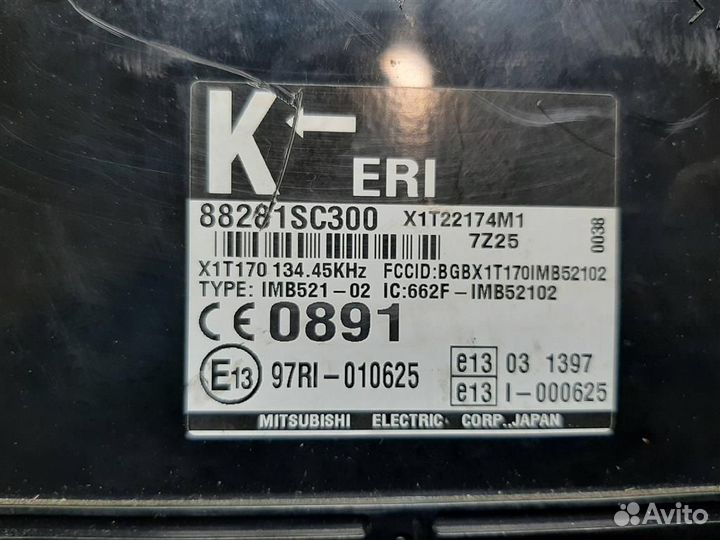 K ERI
88281SC300 X1T22174M1
7Z25
0038
X1T170 134.45KHz FCCID:BGBX1T170IMB52102
TYPE: IMB521-02 IC:662F-IMB52102
CE 0891
E13 97RI-010625
e13 03 1397
e13 I-000625
MITSUBISHI ELECTRIC CORP. JAPAN
Avito